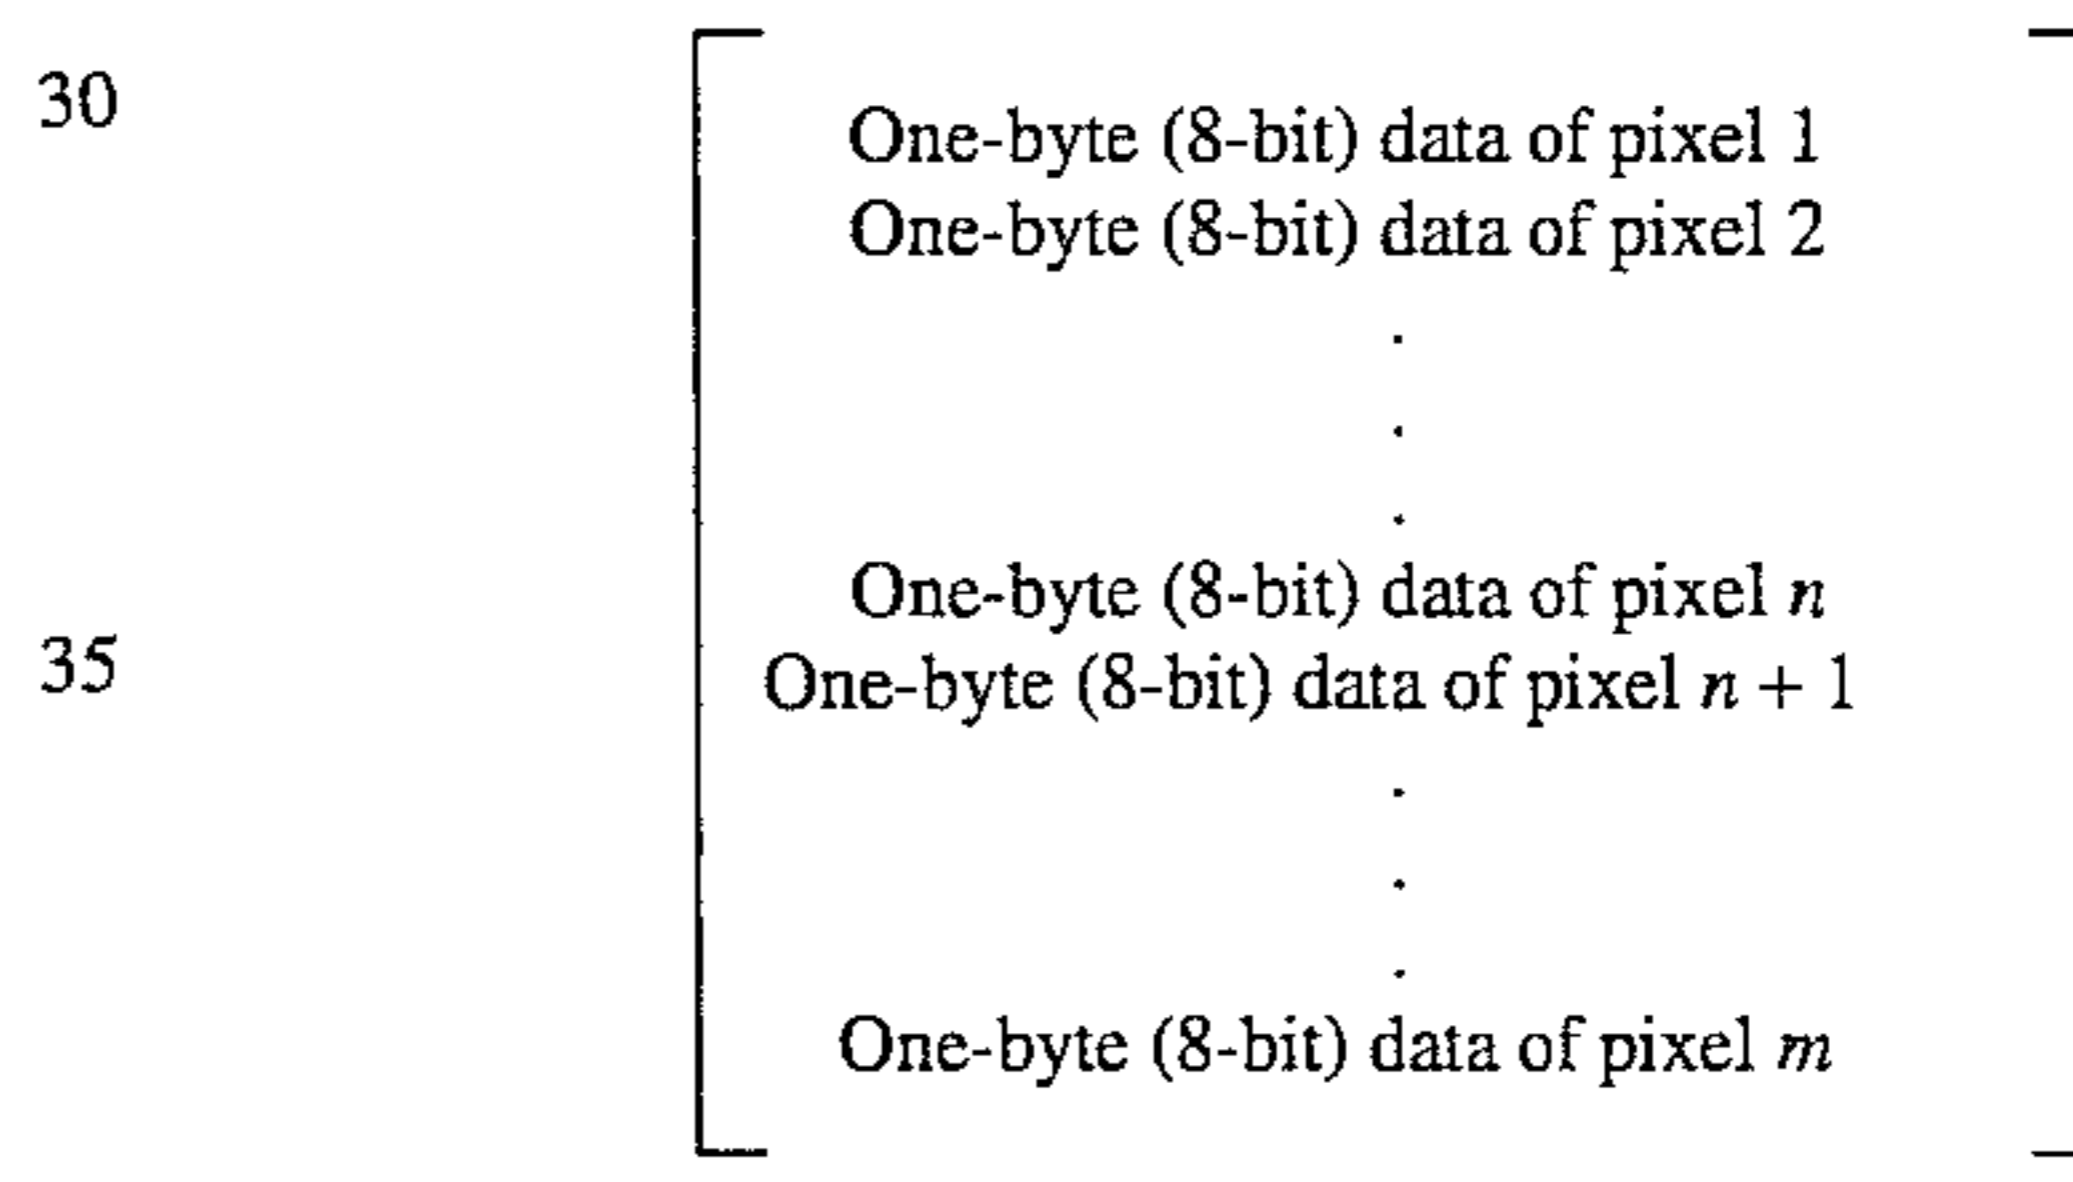 30
One-byte (8-bit) data of pixel 1
One-byte (8-bit) data of pixel 2
.
.
.
One-byte (8-bit) data of pixel n
35
One-byte (8-bit) data of pixel n + 1
.
.
.
One-byte (8-bit) data of pixel m